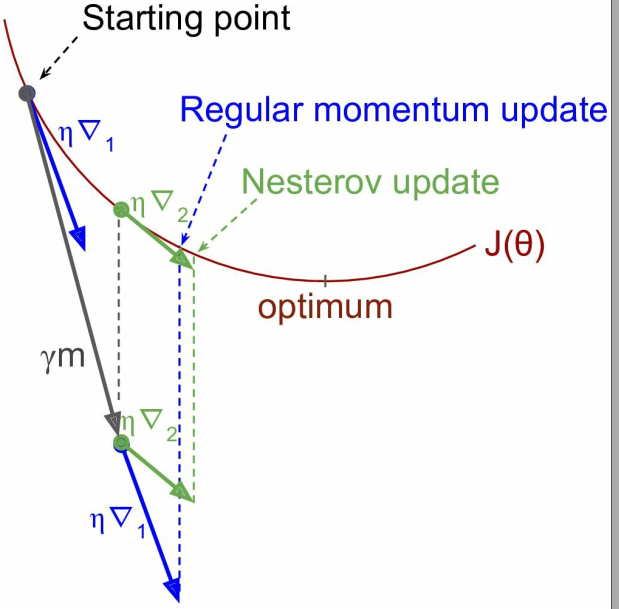 Starting point
η∇₁
Regular momentum update
Nesterov update
η∇₂
J(θ)
optimum
γm
η∇₂
η∇₁